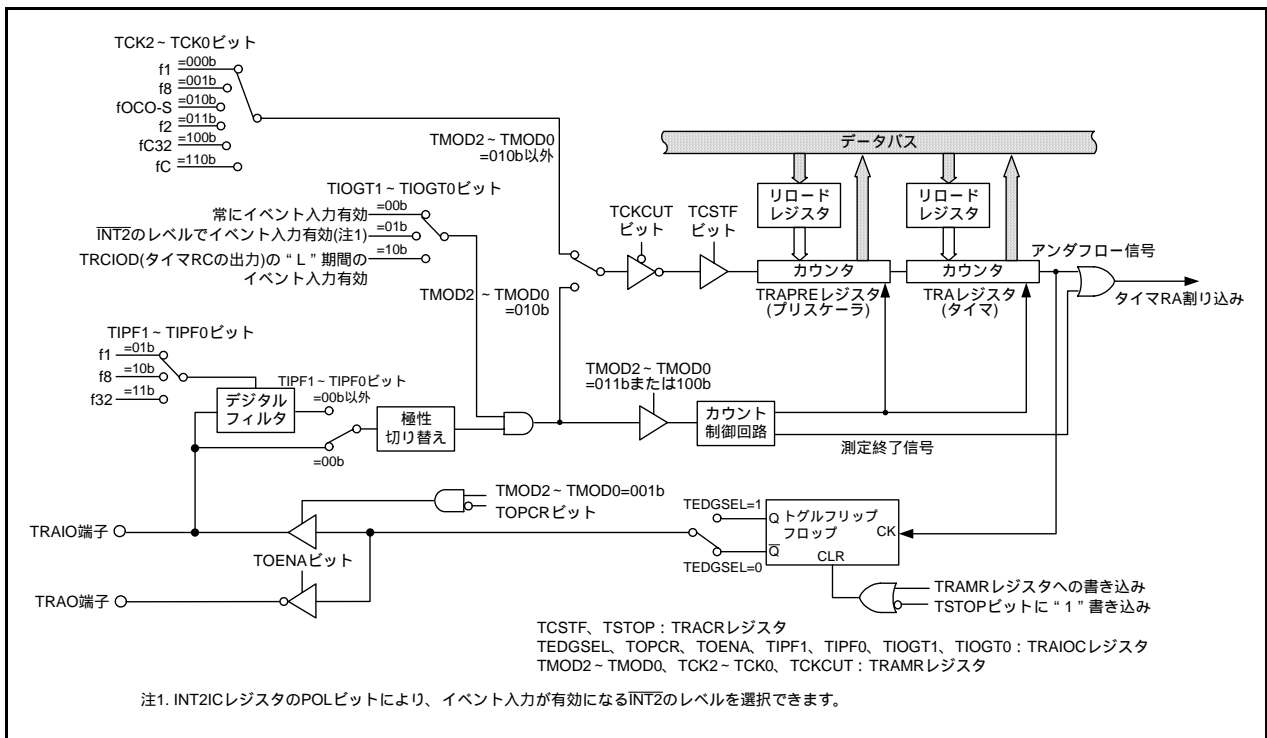 TCK2～TCK0ビット
f1 =000b
f8 =001b
fOCO-S =010b
f2 =011b
fC32 =100b
fC =110b
TMOD2～TMOD0
=010b以外
データバス
リロード
レジスタ
リロード
レジスタ
TIOGT1～TIOGT0ビット
常にイベント入力有効 =00b
INT2のレベルでイベント入力有効(注1) =01b
TRCIOD(タイマRCの出力)の“L”期間の =10b
イベント入力有効
TCKCUT
ビット
TCSTF
ビット
カウンタ
TRAPREレジスタ
(プリスケーラ)
カウンタ
TRAレジスタ
(タイマ)
アンダフロー信号
タイマRA割り込み
TMOD2～TMOD0
=010b
TIPF1～TIPF0ビット
f1 =01b
f8 =10b
f32 =11b
デジタル
フィルタ
TIPF1～TIPF0ビット
=00b以外
=00b
極性
切り替え
TMOD2～TMOD0
=011bまたは100b
カウント
制御回路
測定終了信号
TMOD2～TMOD0=001b
TOPCRビット
TRAIO端子
TOENAビット
TRAO端子
TEDGSEL=1
TEDGSEL=0
Q トグルフリップ
フロップ
CK
Q
CLR
TRAMRレジスタへの書き込み
TSTOPビットに“1”書き込み
TCSTF、TSTOP：TRACRレジスタ
TEDGSEL、TOPCR、TOENA、TIPF1、TIPF0、TIOGT1、TIOGT0：TRAIOCレジスタ
TMOD2～TMOD0、TCK2～TCK0、TCKCUT：TRAMRレジスタ
注1. INT2ICレジスタのPOLビットにより、イベント入力が有効になるINT2のレベルを選択できます。